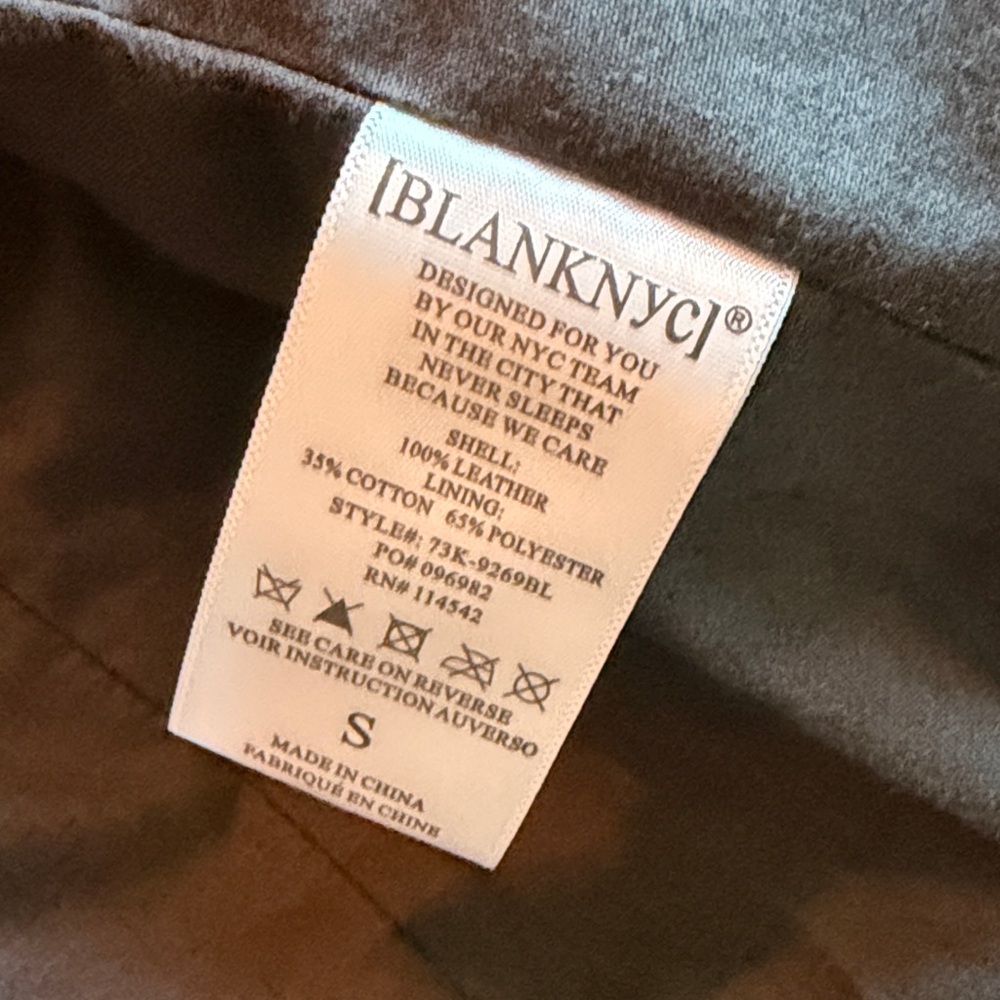 [BLANKNYC]®
DESIGNED FOR YOU
BY OUR NYC TEAM
IN THE CITY THAT
NEVER SLEEPS
BECAUSE WE CARE
SHELL:
100% LEATHER
LINING:
35% COTTON 65% POLYESTER
STYLE#: 73K-9269BL
PO# 096982
RN# 114542
SEE CARE ON REVERSE
VOIR INSTRUCTION AUVERSO
S
MADE IN CHINA
FABRIQUÉ EN CHINE